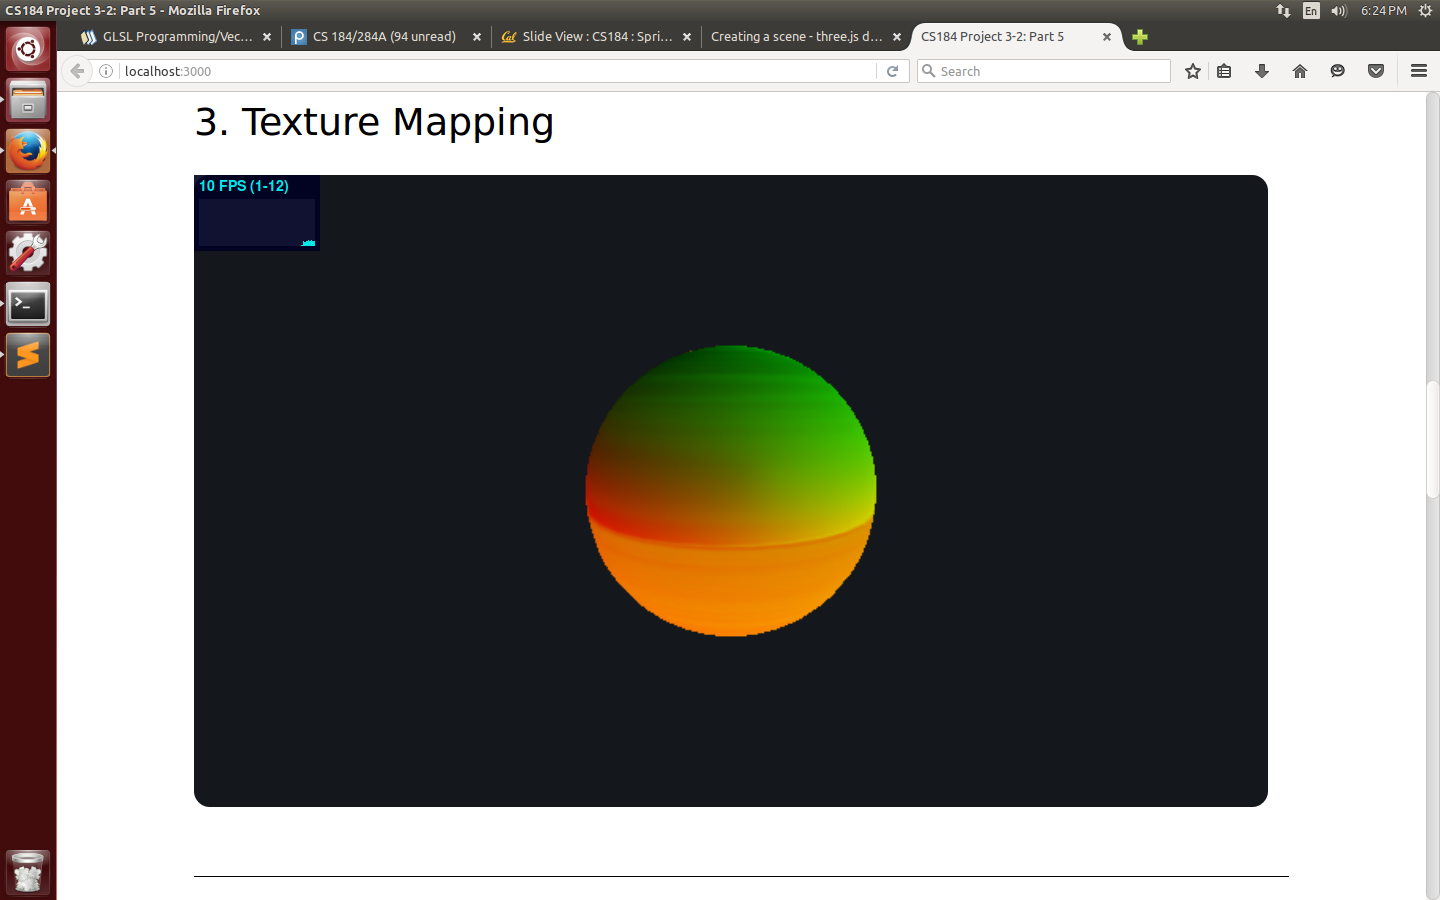 CS184 Project 3-2: Part 5 - Mozilla Firefox
En
6:24 PM
GLSL Programming/Vec...
CS 184/284A (94 unread)
Cal
Slide View : CS184 : Spri...
Creating a scene - three.js d...
CS184 Project 3-2: Part 5
localhost:3000
Search
3. Texture Mapping
10 FPS (1-12)